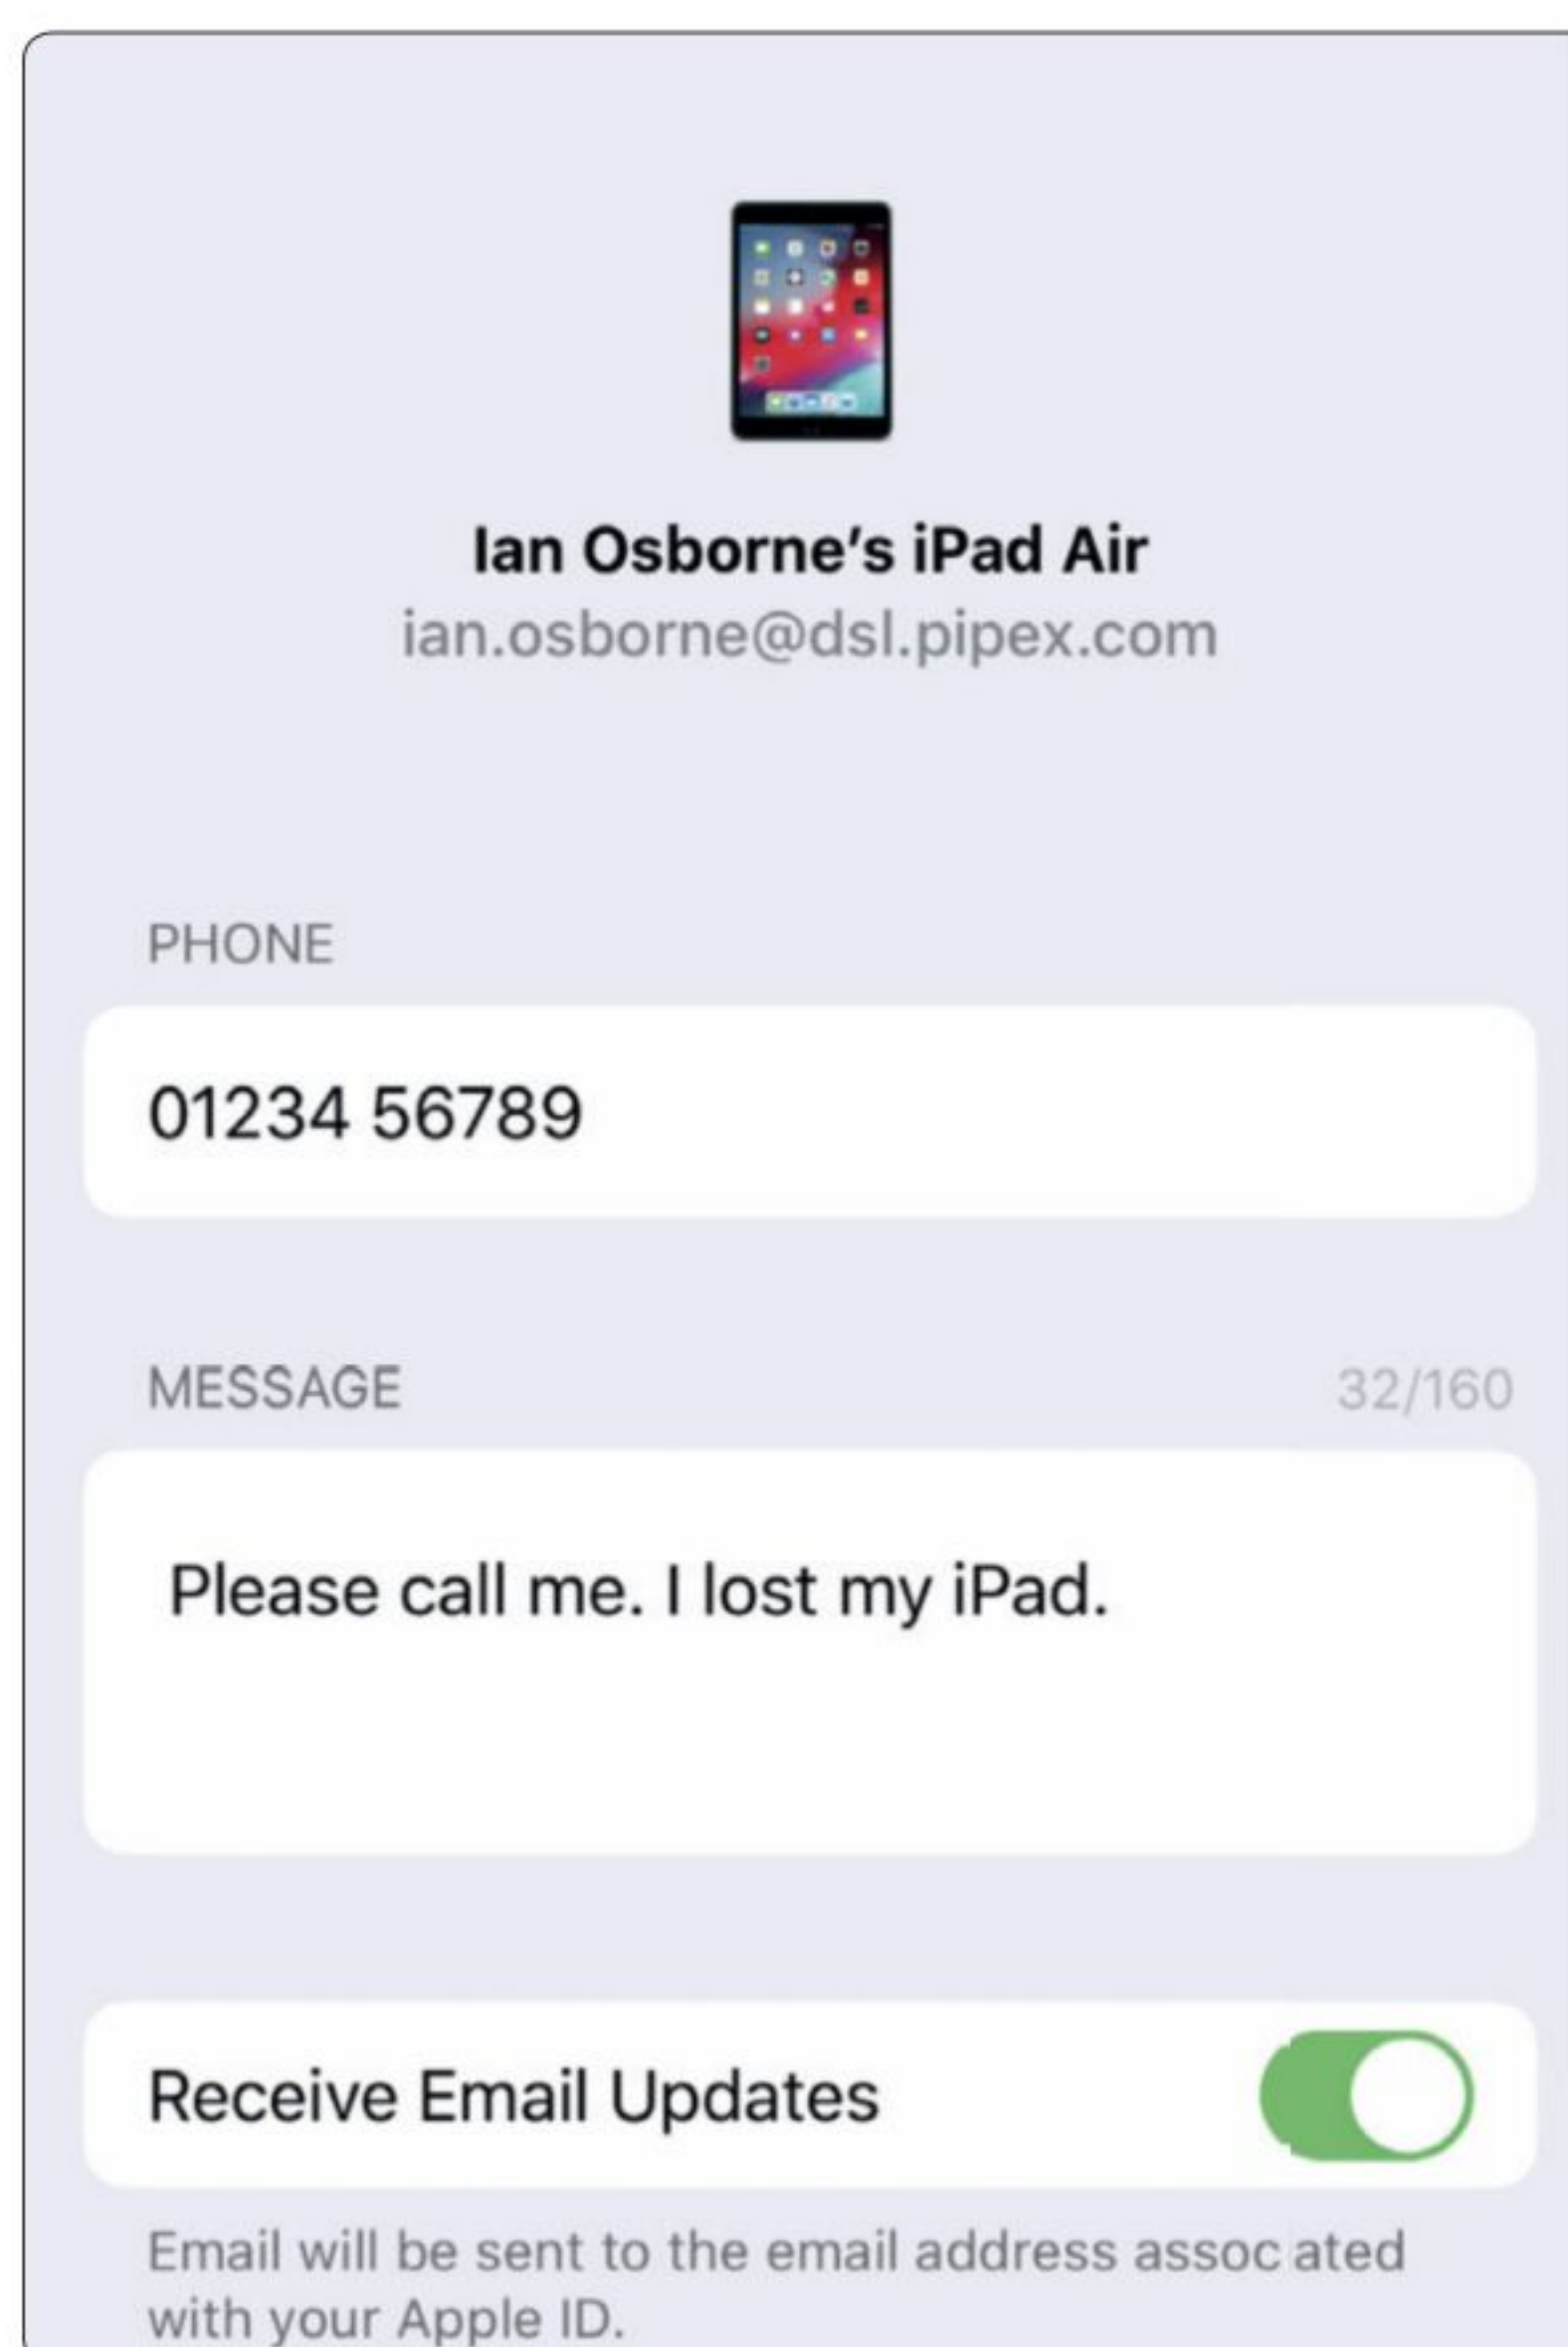 Ian Osborne’s iPad Air
ian.osborne@dsl.pipex.com
PHONE
01234 56789
MESSAGE 32/160
Please call me. I lost my iPad.
Receive Email Updates
Email will be sent to the email address assoc ated
with your Apple ID.